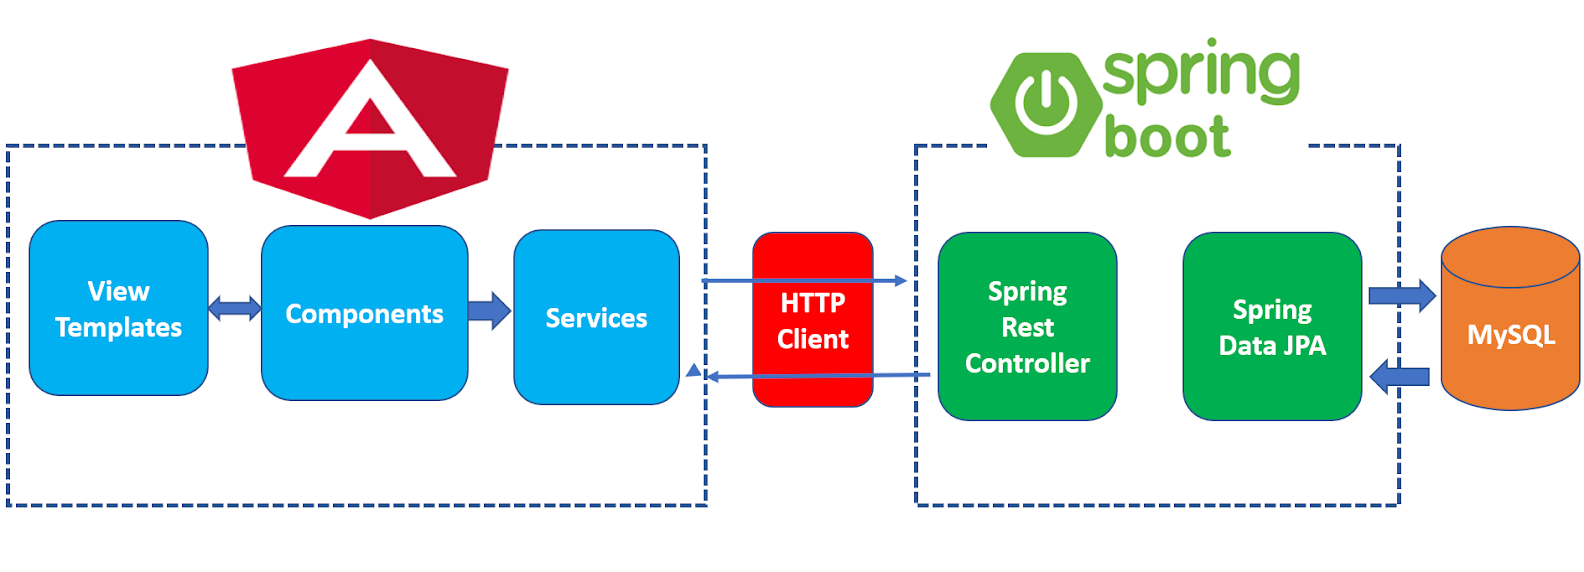 spring
boot
View
Templates
Components
Services
HTTP
Client
Spring
Rest
Controller
Spring
Data JPA
MySQL